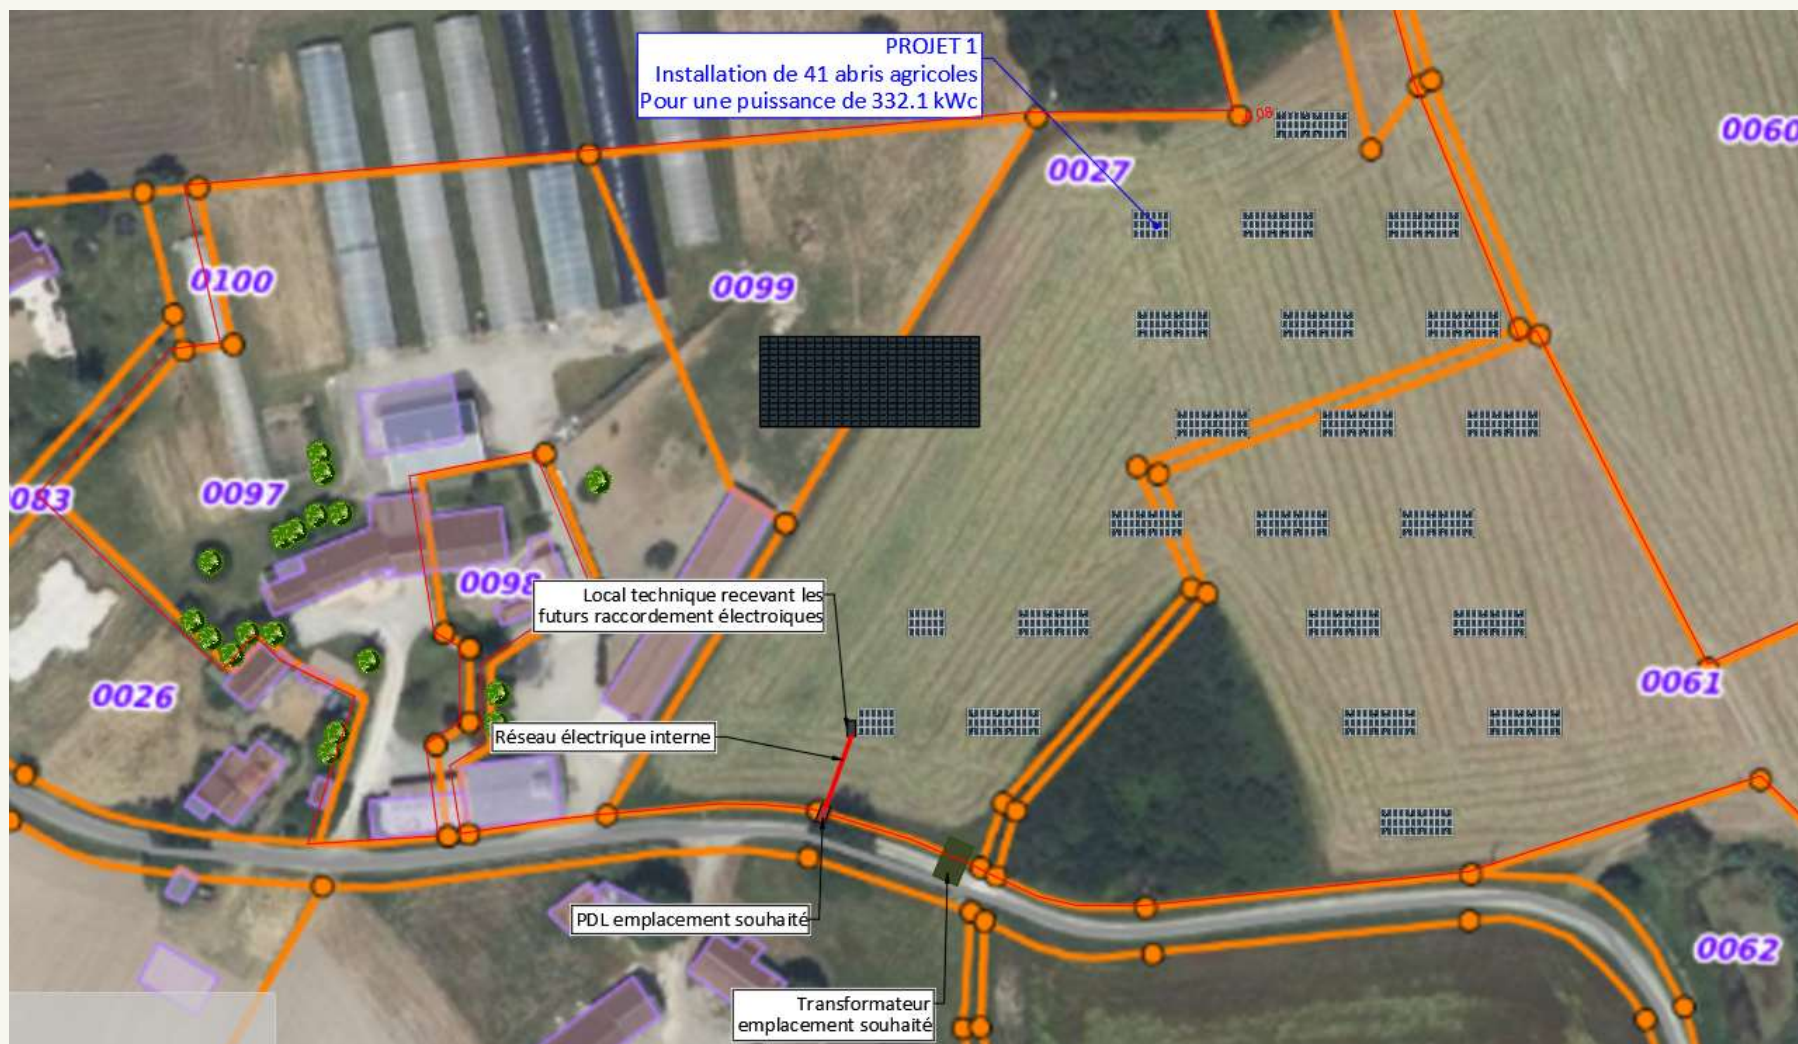 PROJET 1
Installation de 41 abris agricoles
Pour une puissance de 332.1 kWc
0060
0027
0100
0099
083
0097
0098
Local technique recevant les
futurs raccordement électroiques
0026
0061
Réseau électrique interne
PDL emplacement souhaité
0062
Transformateur
emplacement souhaité